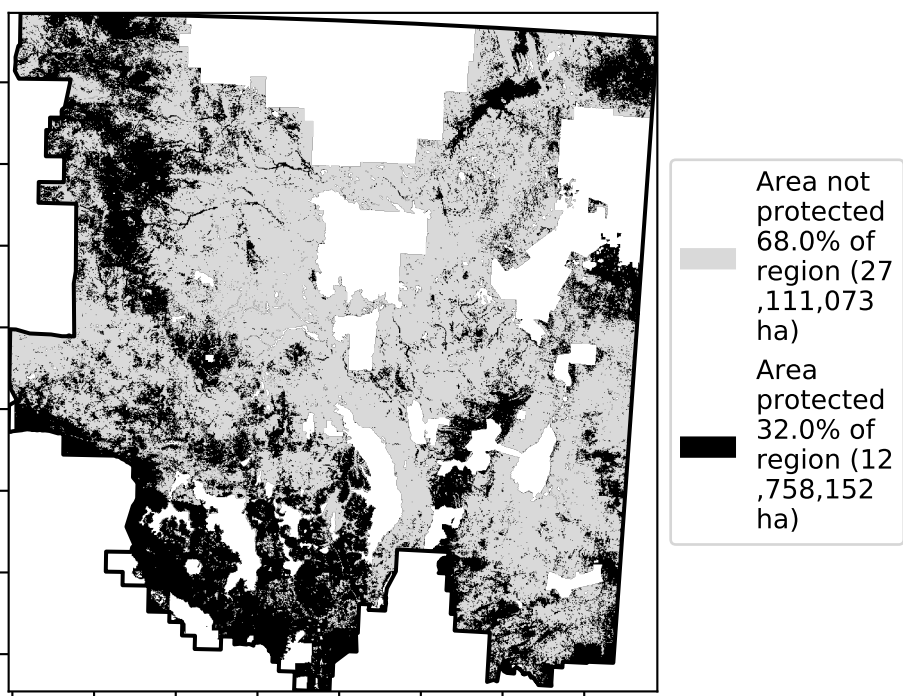 Area not
protected
68.0% of
region (27
,111,073
ha)
Area
protected
32.0% of
region (12
,758,152
ha)